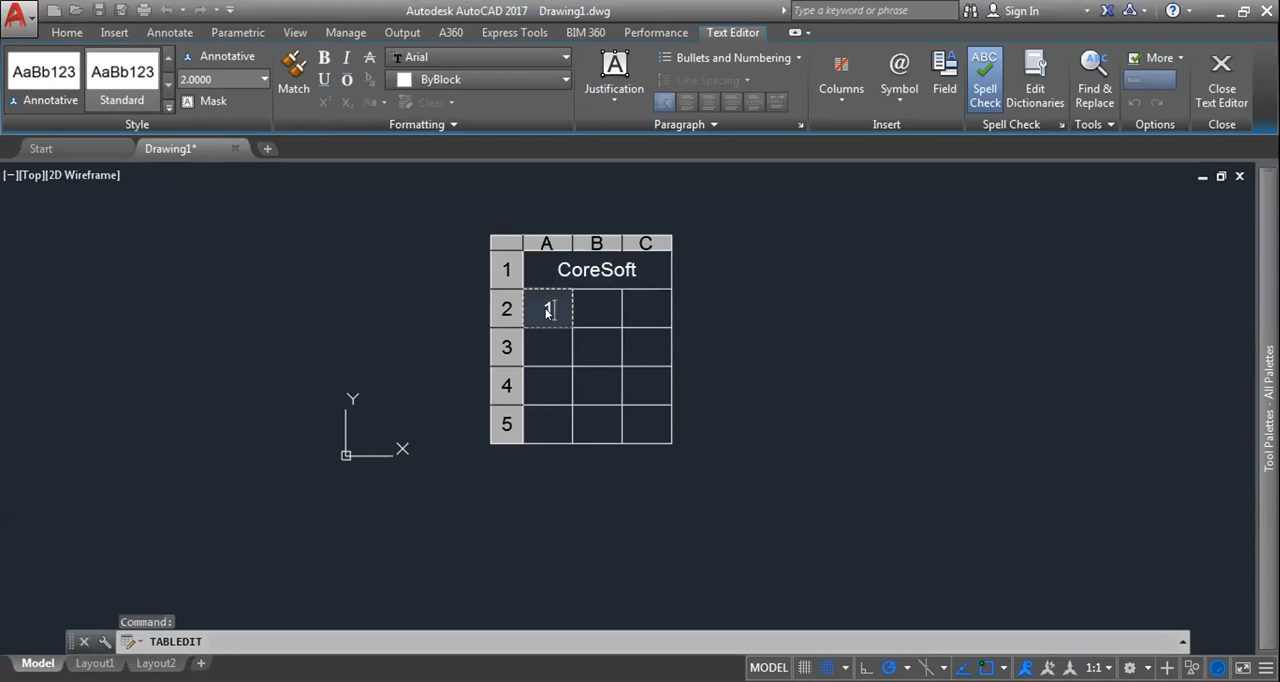 Autodesk AutoCAD 2017 Drawing1.dwg
Type a keyword or phrase
Sign In
Home Insert Annotate Parametric View Manage Output A360 Express Tools BIM 360 Performance Text Editor
AaBb123
Annotative
AaBb123
Standard
Annotative
2.0000
A Mask
Style
Match
B I A
Arial
U O
ByBlock
Aa
Clear
Formatting
A
Justification
Bullets and Numbering
Line Spacing
Paragraph
Columns
@
Symbol
Field
Insert
ABC
Spell
Check
Edit
Dictionaries
Spell Check
Find &
Replace
Tools
More
Options
Close
Text Editor
Close
Start
Drawing1*
[−][Top][2D Wireframe]
A B C
1 CoreSoft
2 1
3
4
5
Y
X
Tool Palettes - All Palettes
Command:
TABLEDIT
Model Layout1 Layout2
MODEL
1:1